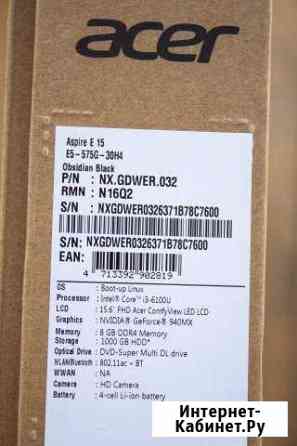 acer
Aspire E 15
E5-575G-30H4
Obsidian Black
P/N : NX.GDWER.032
RMN : N16Q2
S/N : NXGDWER0326371B78C7600
S/N: NXGDWER0326371B78C7600
EAN:
4 713392 902819
OS : Boot-up Linux
Processor : Intel® Core™ i3-6100U
LCD : 15.6" FHD Acer ComfyView LED LCD
Graphics : NVIDIA® GeForce® 940MX
Memory : 8 GB DDR4 Memory
Storage : 1000 GB HDD*
Optical Drive : DVD-Super Multi DL drive
WLAN/Bluetooth : 802.11ac + BT
WWAN : NA
Camera : HD Camera
Battery : 4-cell Li-ion battery
Интернет-
Кабинет.Ру